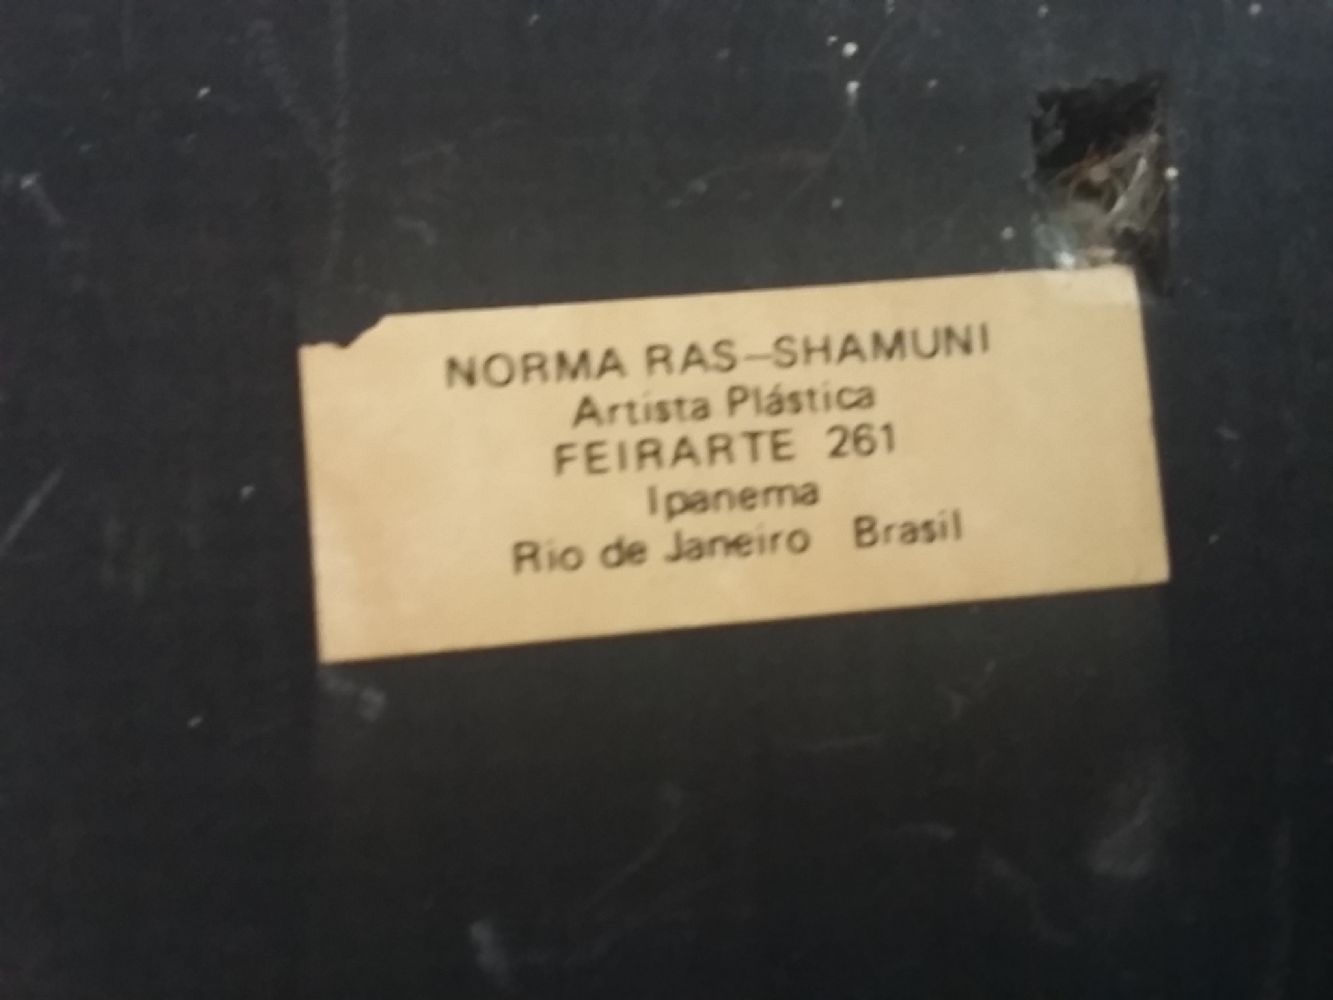 NORMA RAS–SHAMUNI
Artista Plástica
FEIRARTE 261
Ipanema
Rio de Janeiro Brasil